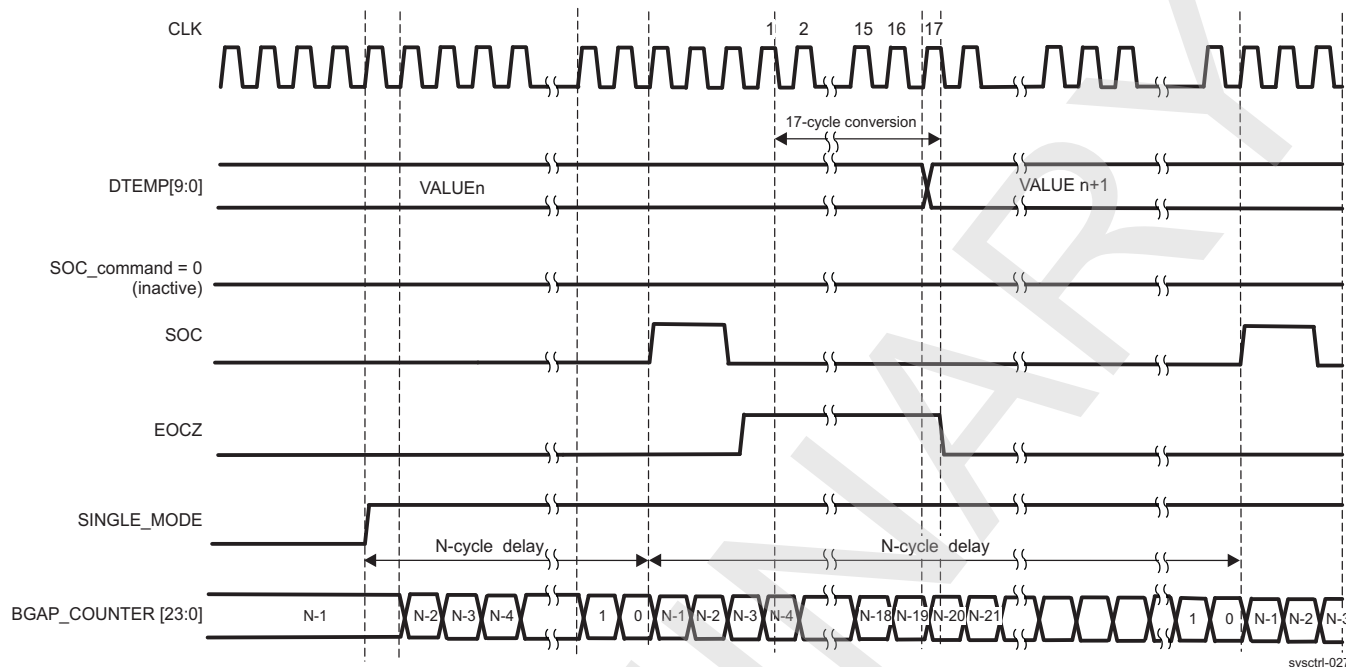 CLK
1 2 15 16 17
17-cycle conversion
DTEMP[9:0]
VALUEn
VALUE n+1
SOC_command = 0
(inactive)
SOC
EOCZ
SINGLE_MODE
N-cycle delay N-cycle delay
BGAP_COUNTER [23:0] N-1 N-2 N-3 N-4 1 0 N-1 N-2 N-3 N-4 N-18 N-19 N-20 N-21 1 0 N-1 N-2 N-3
sysctrl-027